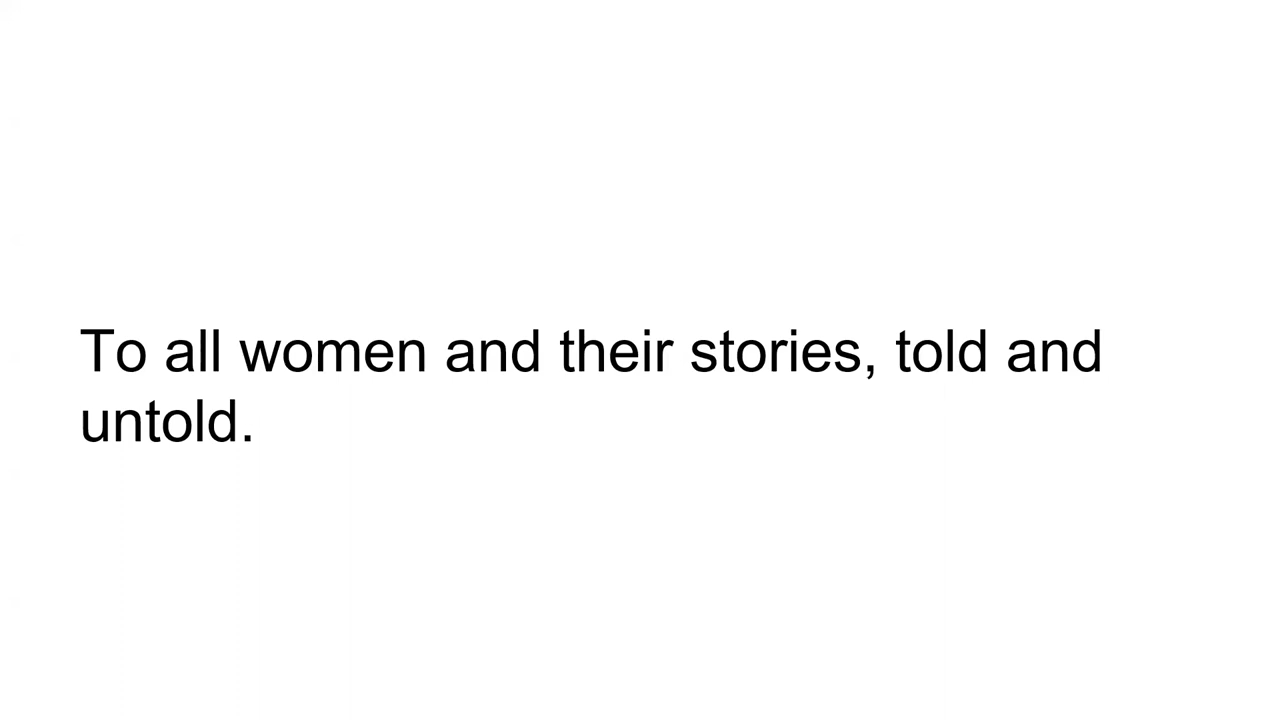 To all women and their stories, told and
untold.